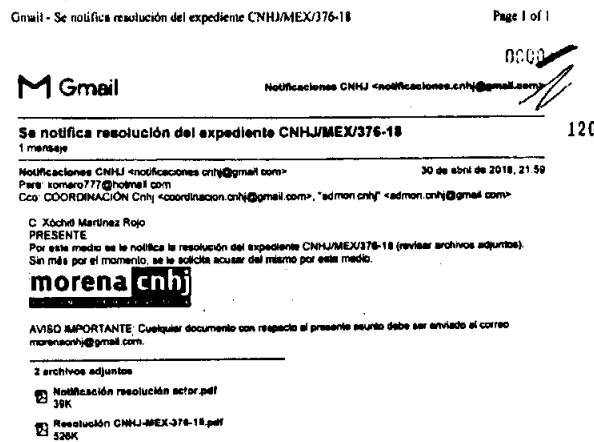 Gmail - Se notifica resolución del expediente CNHJ/MEX/376-18
Page 1 of 1
Gmail
Notificaciones CNHJ <notificaciones.cnhj@gmail.com>
Se notifica resolución del expediente CNHJ/MEX/376-18
120
1 mensaje
Notificaciones CNHJ <notificaciones.cnhj@gmail.com>
30 de abril de 2018, 21:59
Para: xomaro777@hotmail.com
Cco: COORDINACIÓN Cnhj <coordinacion.cnhj@gmail.com>, "admon.cnhj" <admon.cnhj@gmail.com>
C. Xóchitl Martínez Rojo
PRESENTE
Por este medio se le notifica la resolución del expediente CNHJ/MEX/376-18 (revisar archivos adjuntos).
Sin más por el momento, se le solicita acusar del mismo por este medio.
morena cnhj
AVISO IMPORTANTE: Cualquier documento con respecto al presente asunto debe ser enviado al correo
morenacnhj@gmail.com.
2 archivos adjuntos
Notificación resolución actor.pdf
39K
Resolución CNHJ-MEX-376-18.pdf
526K